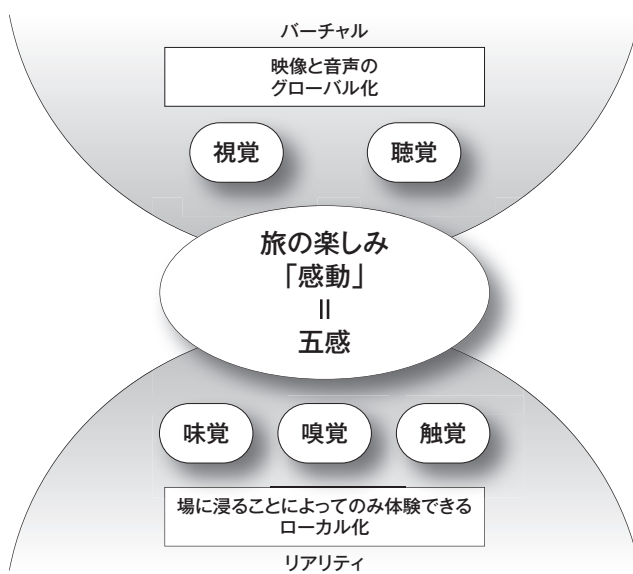 バーチャル
映像と音声の
グローバル化
視覚
聴覚
旅の楽しみ
「感動」
＝
五感
味覚
嗅覚
触覚
場に浸ることによってのみ体験できる
ローカル化
リアリティ